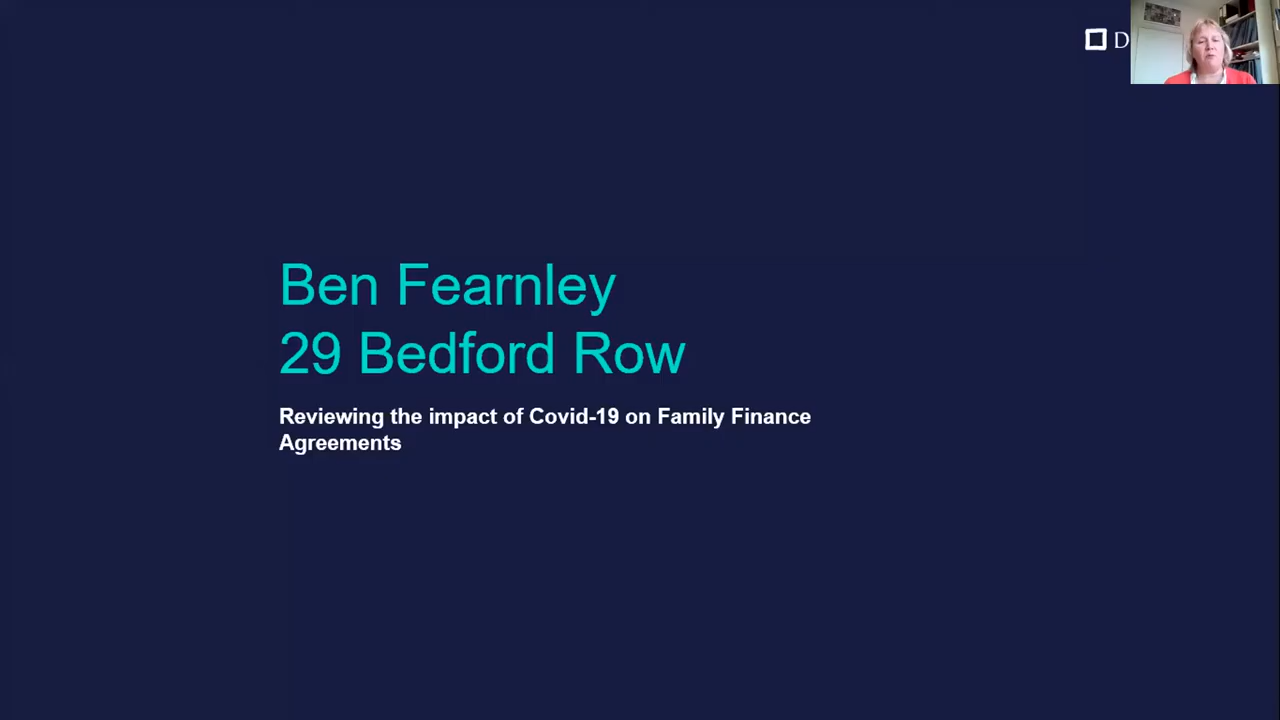 Ben Fearnley
29 Bedford Row
Reviewing the impact of Covid-19 on Family Finance
Agreements